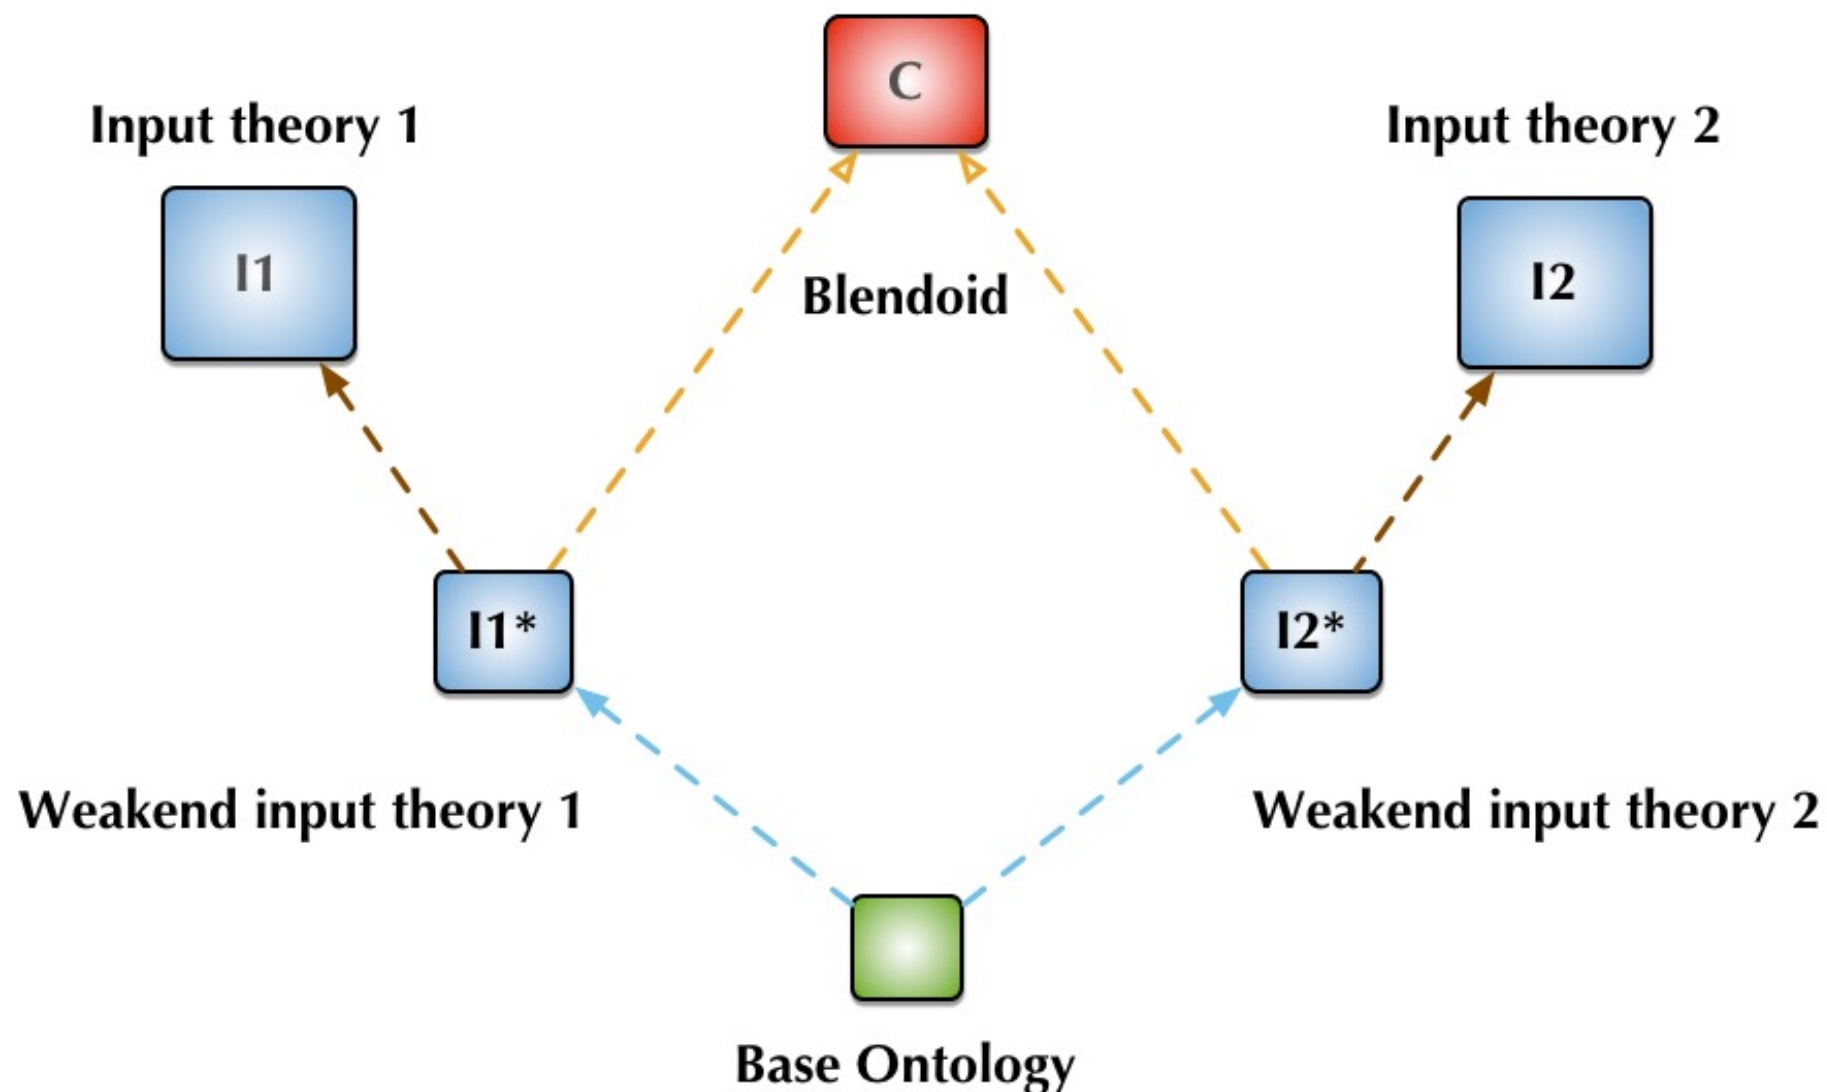 C
Input theory 1
Input theory 2
I1
I2
Blendoid
I1*
I2*
Weakend input theory 1
Weakend input theory 2
Base Ontology